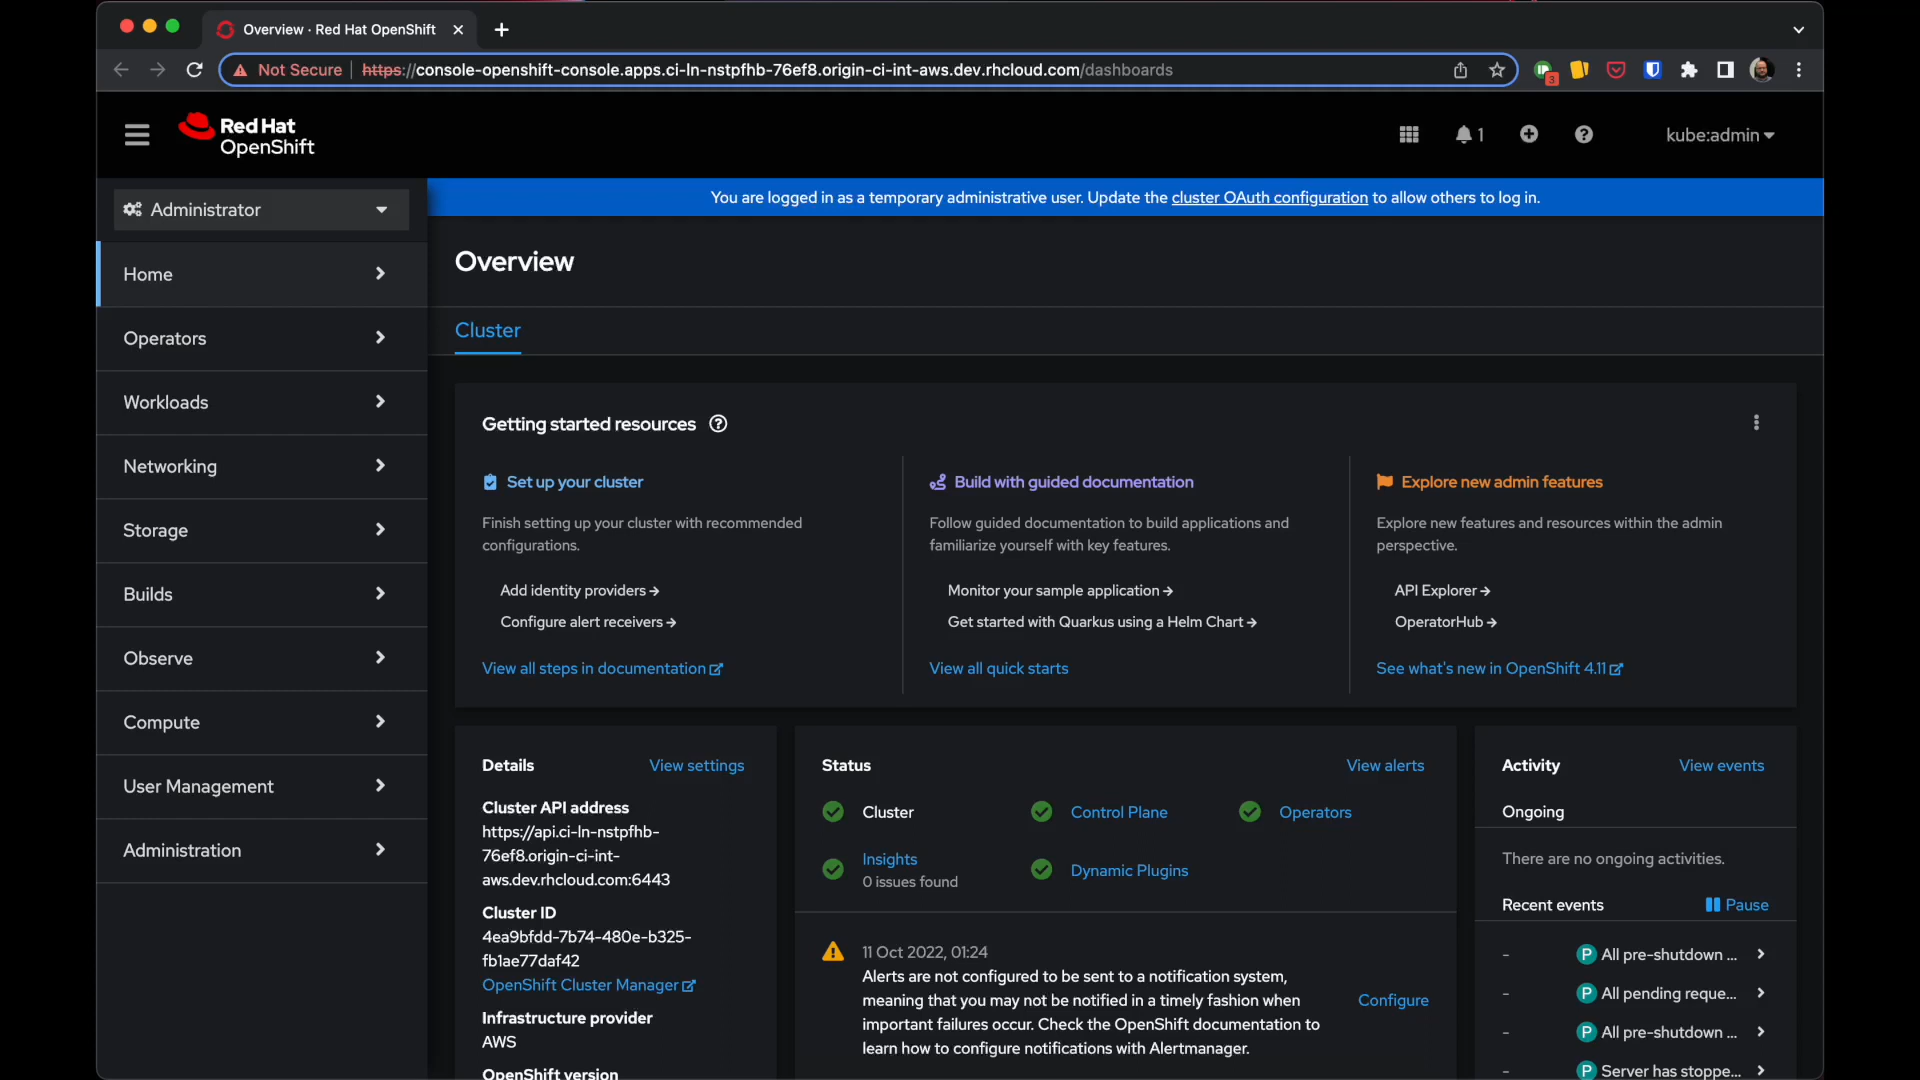 Overview · Red Hat OpenShift
Not Secure https://console-openshift-console.apps.ci-ln-nstpfhb-76ef8.origin-ci-int-aws.dev.rhcloud.com/dashboards
3
Red Hat
OpenShift
1
kube:admin
Administrator
You are logged in as a temporary administrative user. Update the cluster OAuth configuration to allow others to log in.
Home
Operators
Workloads
Networking
Storage
Builds
Observe
Compute
User Management
Administration
Overview
Cluster
Getting started resources
Set up your cluster
Finish setting up your cluster with recommended
configurations.
Add identity providers
Configure alert receivers
View all steps in documentation
Build with guided documentation
Follow guided documentation to build applications and
familiarize yourself with key features.
Monitor your sample application
Get started with Quarkus using a Helm Chart
View all quick starts
Explore new admin features
Explore new features and resources within the admin
perspective.
API Explorer
OperatorHub
See what's new in OpenShift 4.11
Details View settings
Cluster API address
https://api.ci-ln-nstpfhb-
76ef8.origin-ci-int-
aws.dev.rhcloud.com:6443
Cluster ID
4ea9bfdd-7b74-480e-b325-
fb1ae77daf42
OpenShift Cluster Manager
Infrastructure provider
AWS
OpenShift version
Status View alerts
Cluster Control Plane Operators
Insights
0 issues found
Dynamic Plugins
11 Oct 2022, 01:24
Alerts are not configured to be sent to a notification system,
meaning that you may not be notified in a timely fashion when
important failures occur. Check the OpenShift documentation to
learn how to configure notifications with Alertmanager.
Configure
Activity View events
Ongoing
There are no ongoing activities.
Recent events Pause
- P All pre-shutdown ...
- P All pending reque...
- P All pre-shutdown ...
- P Server has stoppe...